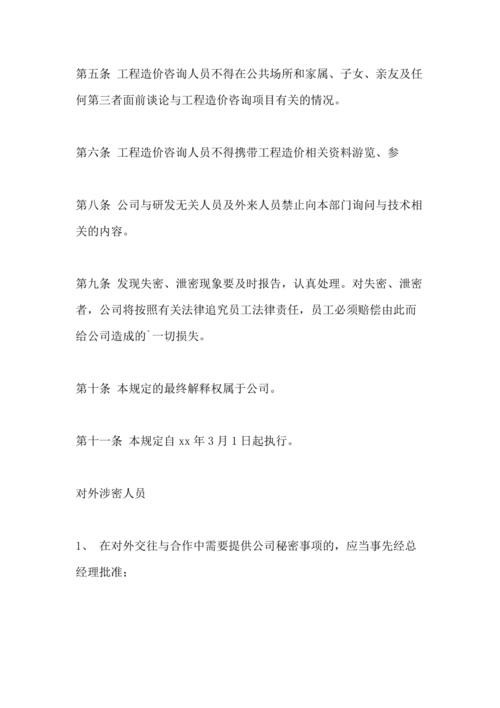 第五条 工程造价咨询人员不得在公共场所和家属、子女、亲友及任
何第三者面前谈论与工程造价咨询项目有关的情况。
第六条 工程造价咨询人员不得携带工程造价相关资料游览、参
第八条 公司与研发无关人员及外来人员禁止向本部门询问与技术相
关的内容。
第九条 发现失密、泄密现象要及时报告，认真处理。对失密、泄密
者，公司将按照有关法律追究员工法律责任，员工必须赔偿由此而
给公司造成的`一切损失。
第十条 本规定的最终解释权属于公司。
第十一条 本规定自 xx 年 3 月 1 日起执行。
对外涉密人员
1、 在对外交往与合作中需要提供公司秘密事项的，应当事先经总
经理批准；